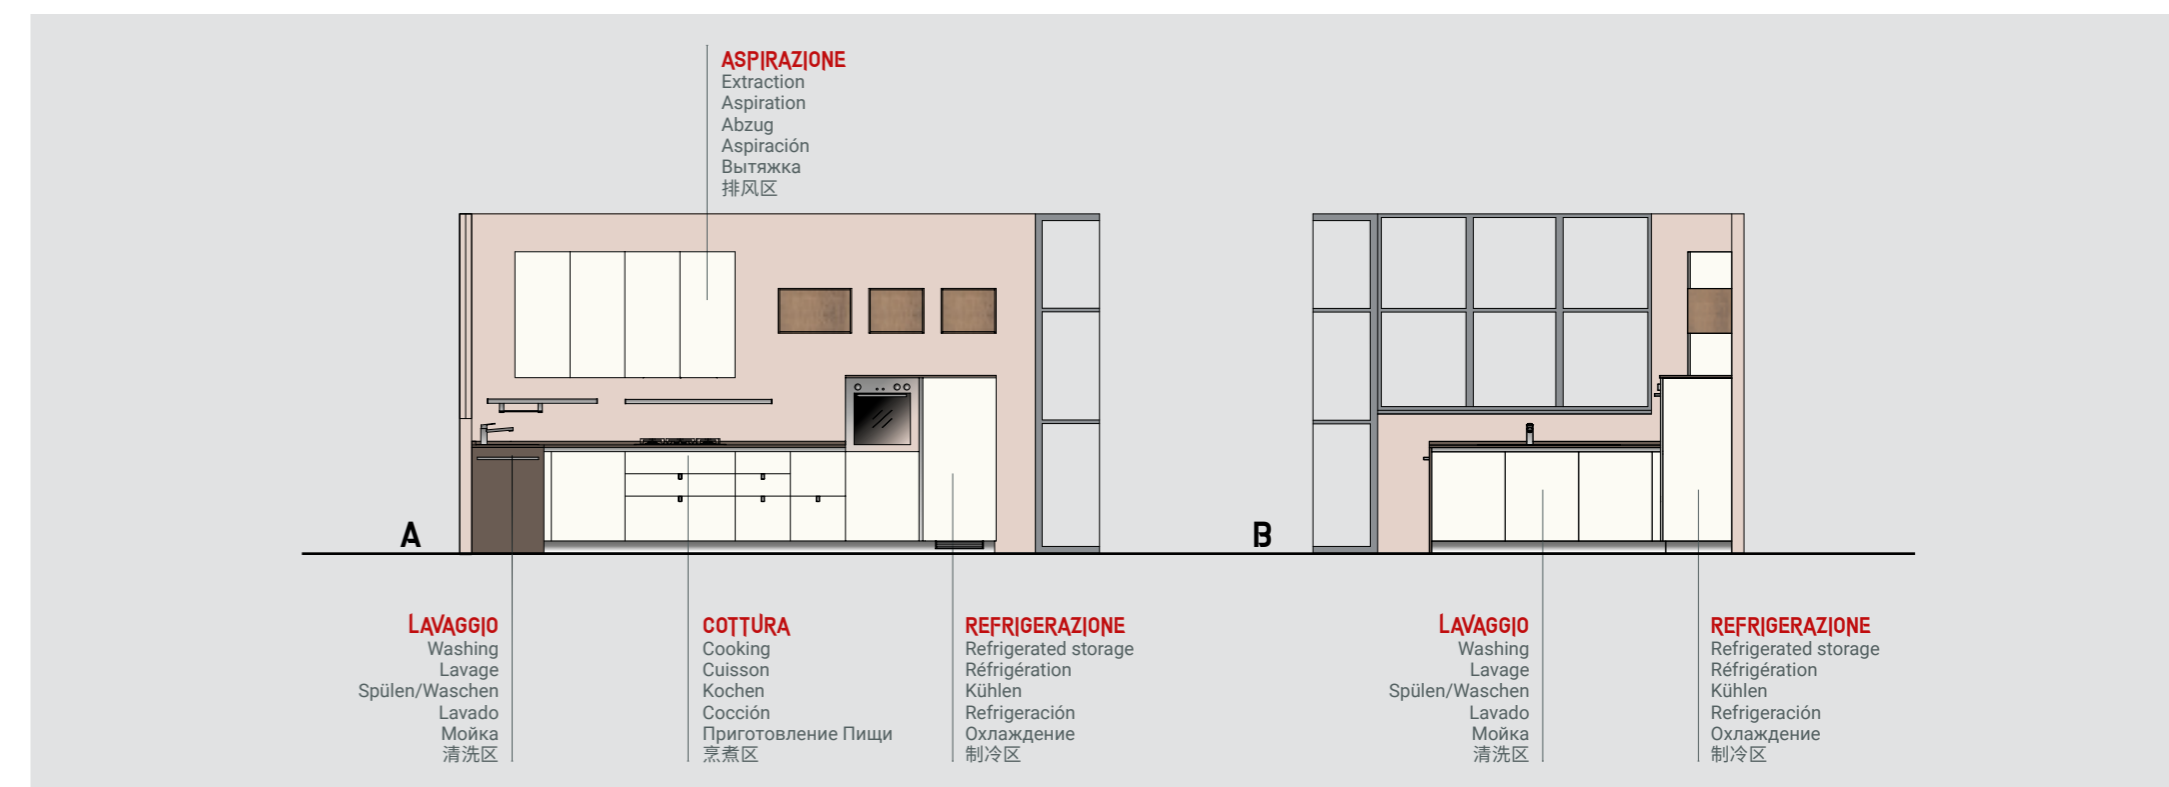 ASPIRAZIONE
Extraction
Aspiration
Abzug
Aspiración
Вытяжка
排风区
A
B
LAVAGGIO
Washing
Lavage
Spülen/Waschen
Lavado
Мойка
清洗区
COTTURA
Cooking
Cuisson
Kochen
Cocción
Приготовление Пищи
烹煮区
REFRIGERAZIONE
Refrigerated storage
Réfrigération
Kühlen
Refrigeración
Охлаждение
制冷区
LAVAGGIO
Washing
Lavage
Spülen/Waschen
Lavado
Мойка
清洗区
REFRIGERAZIONE
Refrigerated storage
Réfrigération
Kühlen
Refrigeración
Охлаждение
制冷区